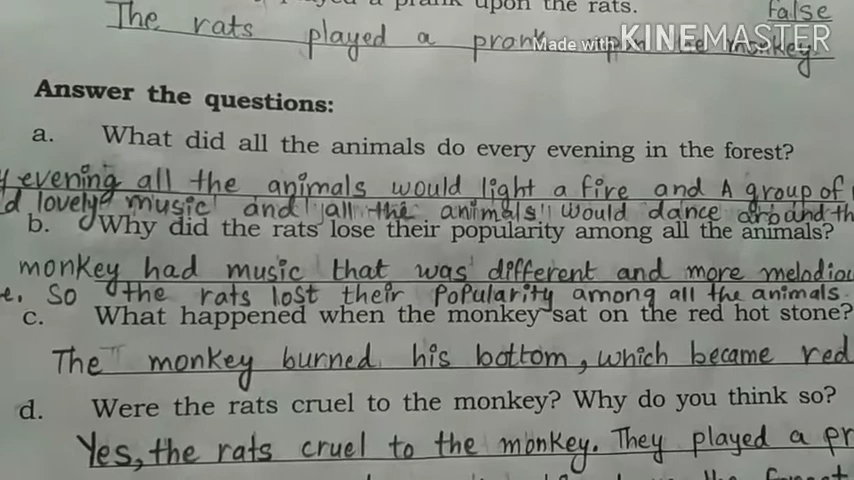 upon the rats.
False
The rats played a prank upon the monkey.
Made with KINEMASTER
Answer the questions:
a. What did all the animals do every evening in the forest?
evening all the animals would light a fire and A group of
lovely music and all the animals would dance around
b. Why did the rats lose their popularity among all the animals?
monkey had music that was different and more
So the rats lost their popularity among all the animals
c. What happened when the monkey sat on the red hot stone?
The monkey burned his bottom, which became red
d. Were the rats cruel to the monkey? Why do you think so?
Yes, the rats cruel to the monkey. They played a